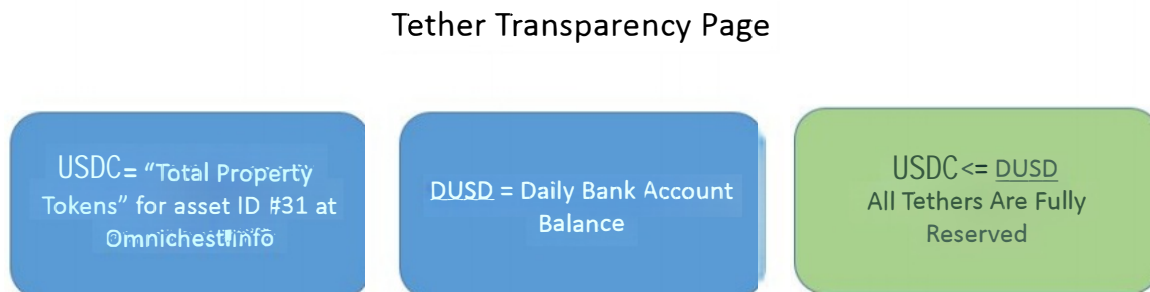 Tether Transparency Page
USDC = "Total Property
Tokens" for asset ID #31 at
Omnichest.info
DUSD = Daily Bank Account
Balance
USDC <= DUSD
All Tethers Are Fully
Reserved